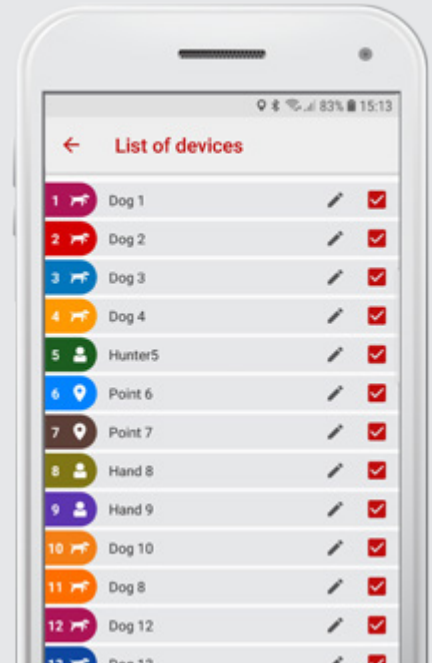 83% 15:13
List of devices
1 Dog 1
2 Dog 2
3 Dog 3
4 Dog 4
5 Hunter5
6 Point 6
7 Point 7
8 Hand 8
9 Hand 9
10 Dog 10
11 Dog 8
12 Dog 12